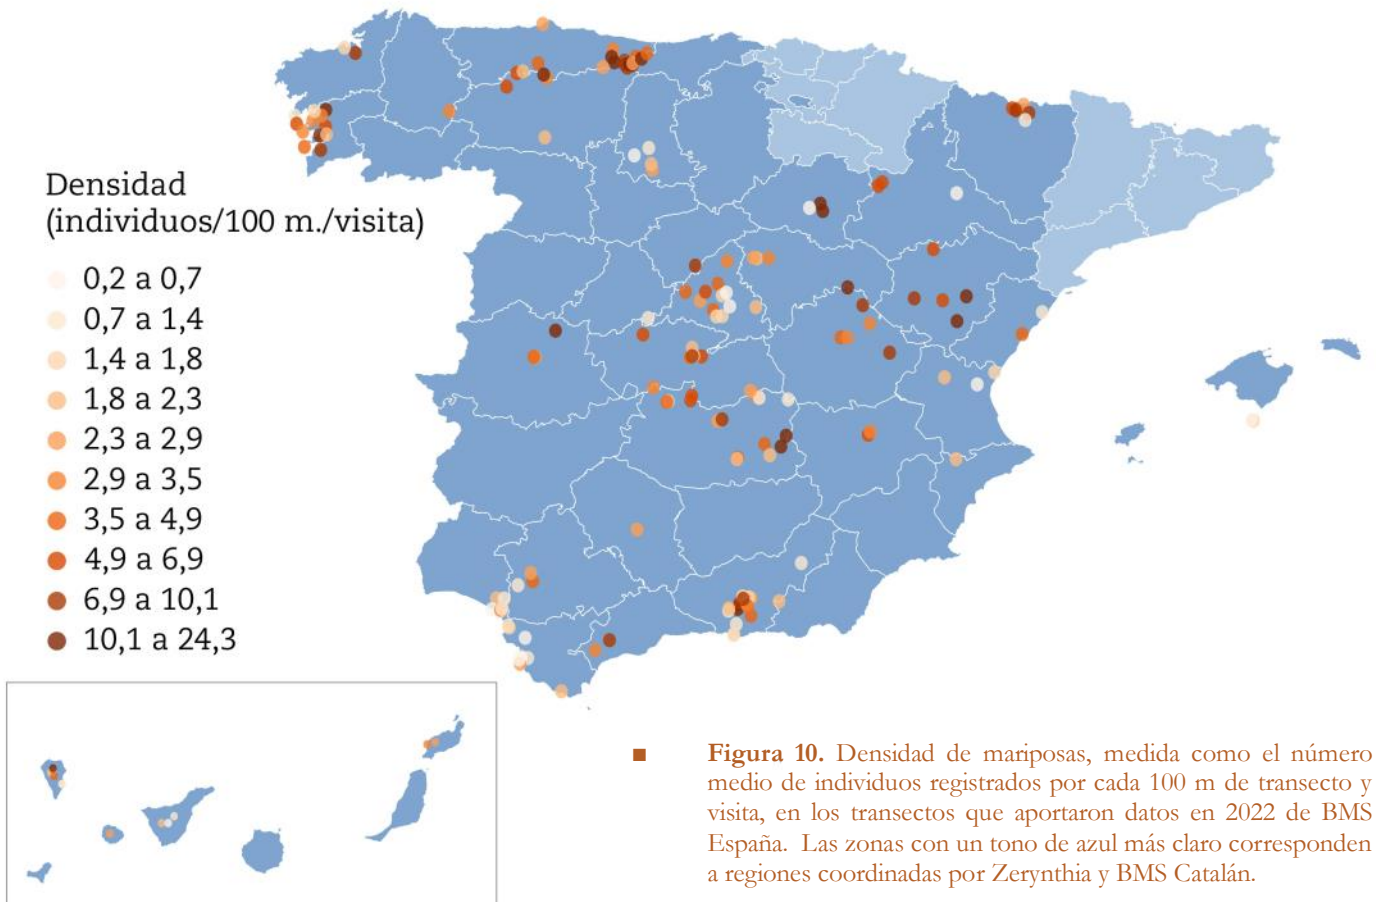 Densidad
(individuos/100 m./visita)
0,2 a 0,7
0,7 a 1,4
1,4 a 1,8
1,8 a 2,3
2,3 a 2,9
2,9 a 3,5
3,5 a 4,9
4,9 a 6,9
6,9 a 10,1
10,1 a 24,3
■ Figura 10. Densidad de mariposas, medida como el número
medio de individuos registrados por cada 100 m de transecto y
visita, en los transectos que aportaron datos en 2022 de BMS
España. Las zonas con un tono de azul más claro corresponden
a regiones coordinadas por Zerynthia y BMS Catalán.